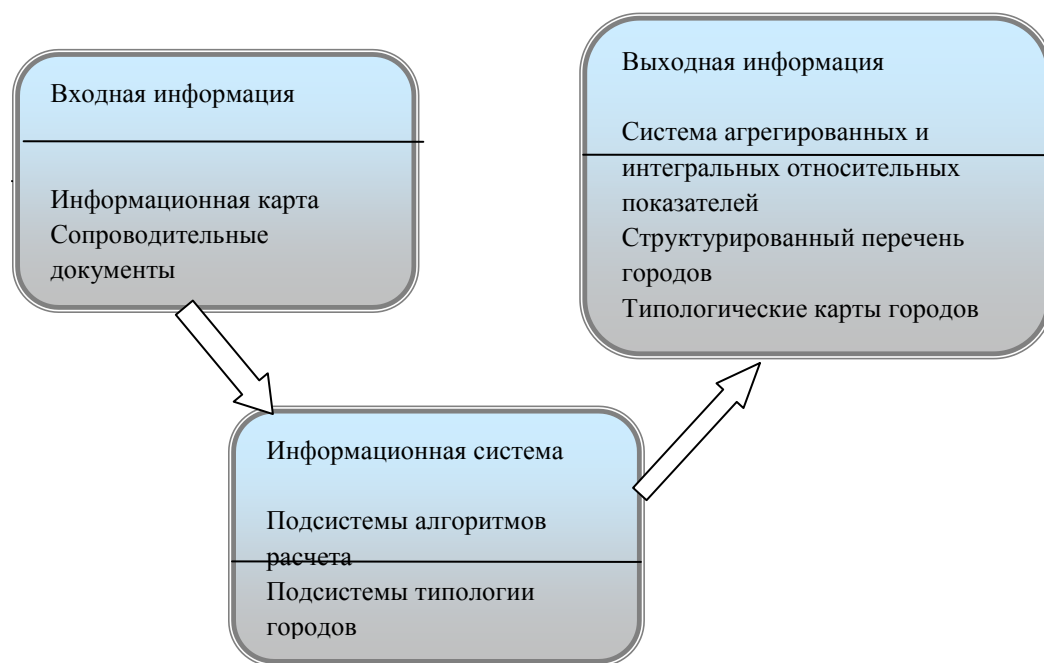 Входная информация
Информационная карта
Сопроводительные
документы
Выходная информация
Система агрегированных и
интегральных относительных
показателей
Структурированный перечень
городов
Типологические карты городов
Информационная система
Подсистемы алгоритмов
расчета
Подсистемы типологии
городов